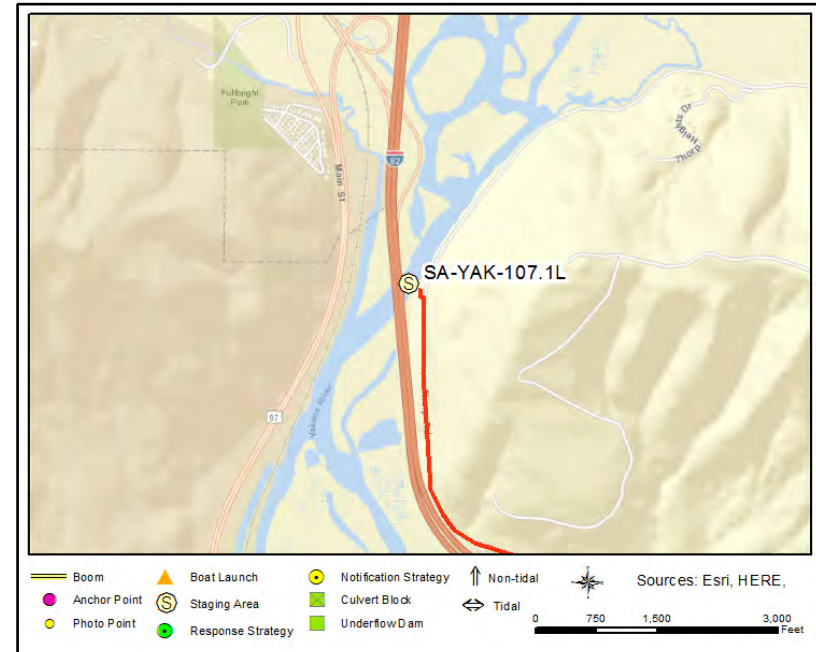 Fullbright
Park
Main St
82
Thorp
Heights Dr
SA-YAK-107.1L
S
97
Yakima River
Boom
Boat Launch
Notification Strategy
Non-tidal
Sources: Esri, HERE,
Anchor Point
S
Staging Area
Culvert Block
Tidal
Photo Point
Response Strategy
Underflow Dam
0 750 1,500 3,000
Feet